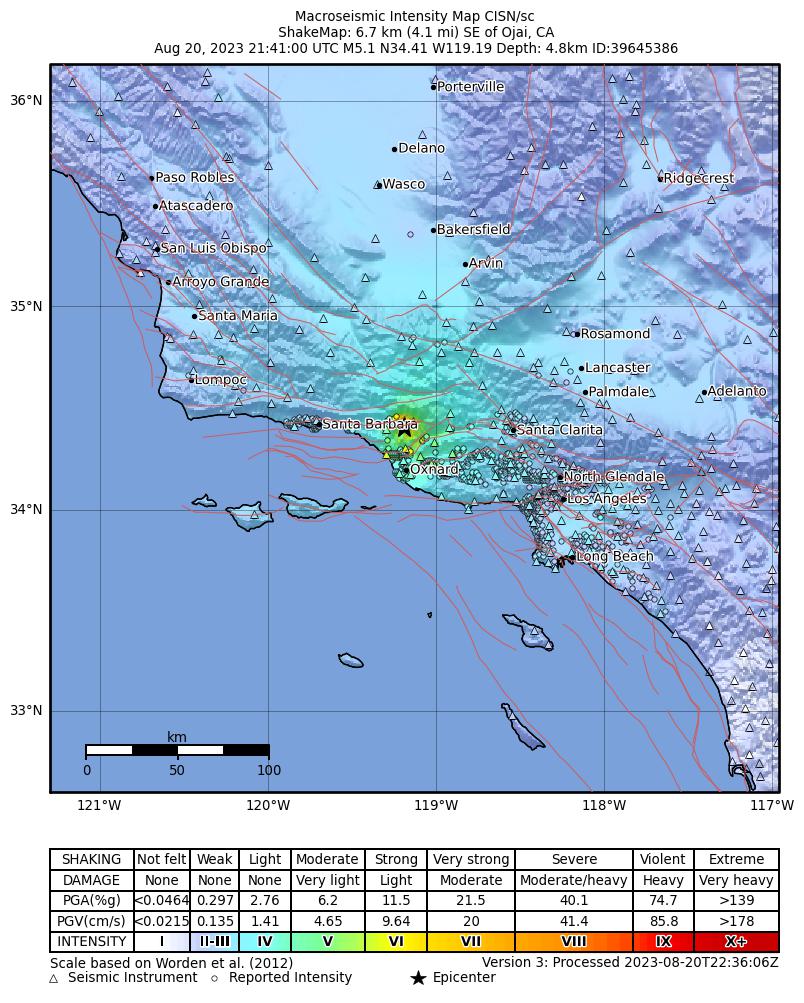 Macroseismic Intensity Map CISN/sc
ShakeMap: 6.7 km (4.1 mi) SE of Ojai, CA
Aug 20, 2023 21:41:00 UTC M5.1 N34.41 W119.19 Depth: 4.8km ID:39645386
36°N
Porterville
Delano
Paso Robles
Wasco
Ridgecrest
Atascadero
Bakersfield
San Luis Obispo
Arvin
Arroyo Grande
35°N
Santa Maria
Rosamond
Lancaster
Lompoc
Palmdale
Adelanto
Santa Barbara
Santa Clarita
Oxnard
North Glendale
Los Angeles
34°N
Long Beach
33°N
km
0 50 100
121°W 120°W 119°W 118°W 117°W
SHAKING Not felt Weak Light Moderate Strong Very strong Severe Violent Extreme
DAMAGE None None None Very light Light Moderate Moderate/heavy Heavy Very heavy
PGA(%g) <0.0464 0.297 2.76 6.2 11.5 21.5 40.1 74.7 >139
PGV(cm/s) <0.0215 0.135 1.41 4.65 9.64 20 41.4 85.8 >178
INTENSITY I II-III IV V VI VII VIII IX X+
Scale based on Worden et al. (2012) Version 3: Processed 2023-08-20T22:36:06Z
△ Seismic Instrument ○ Reported Intensity ★ Epicenter